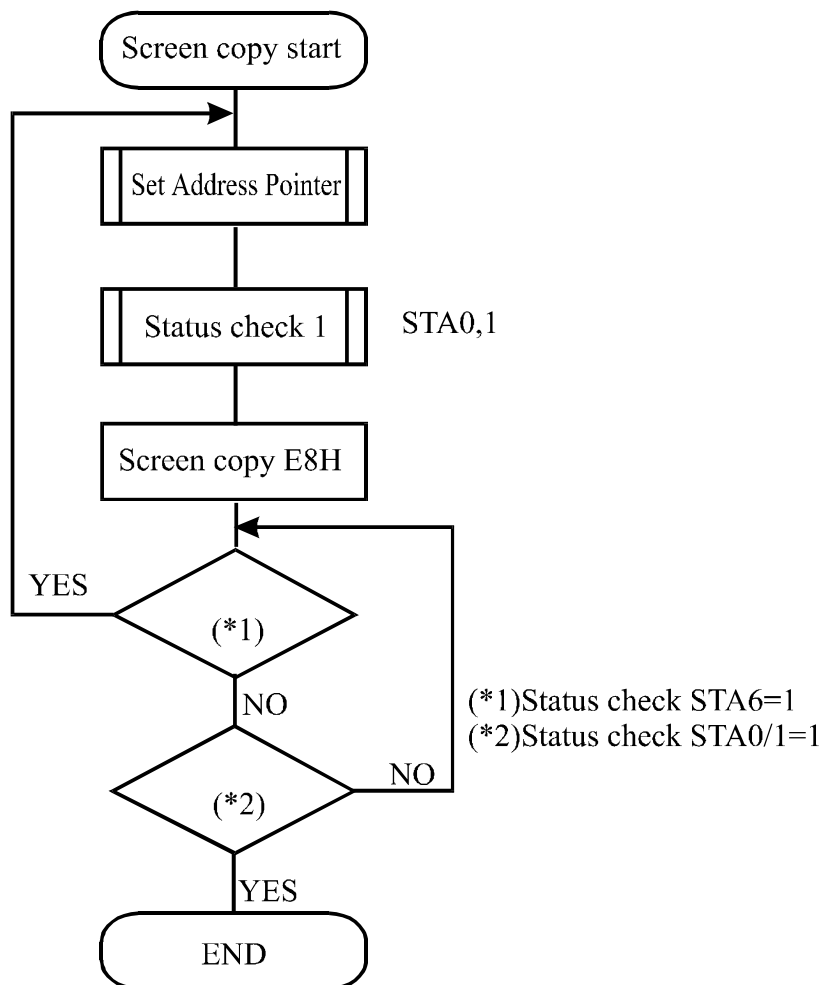 Screen copy start
Set Address Pointer
Status check 1
STA0,1
Screen copy E8H
YES
(*1)
NO
(*1)Status check STA6=1
(*2)Status check STA0/1=1
NO
(*2)
YES
END